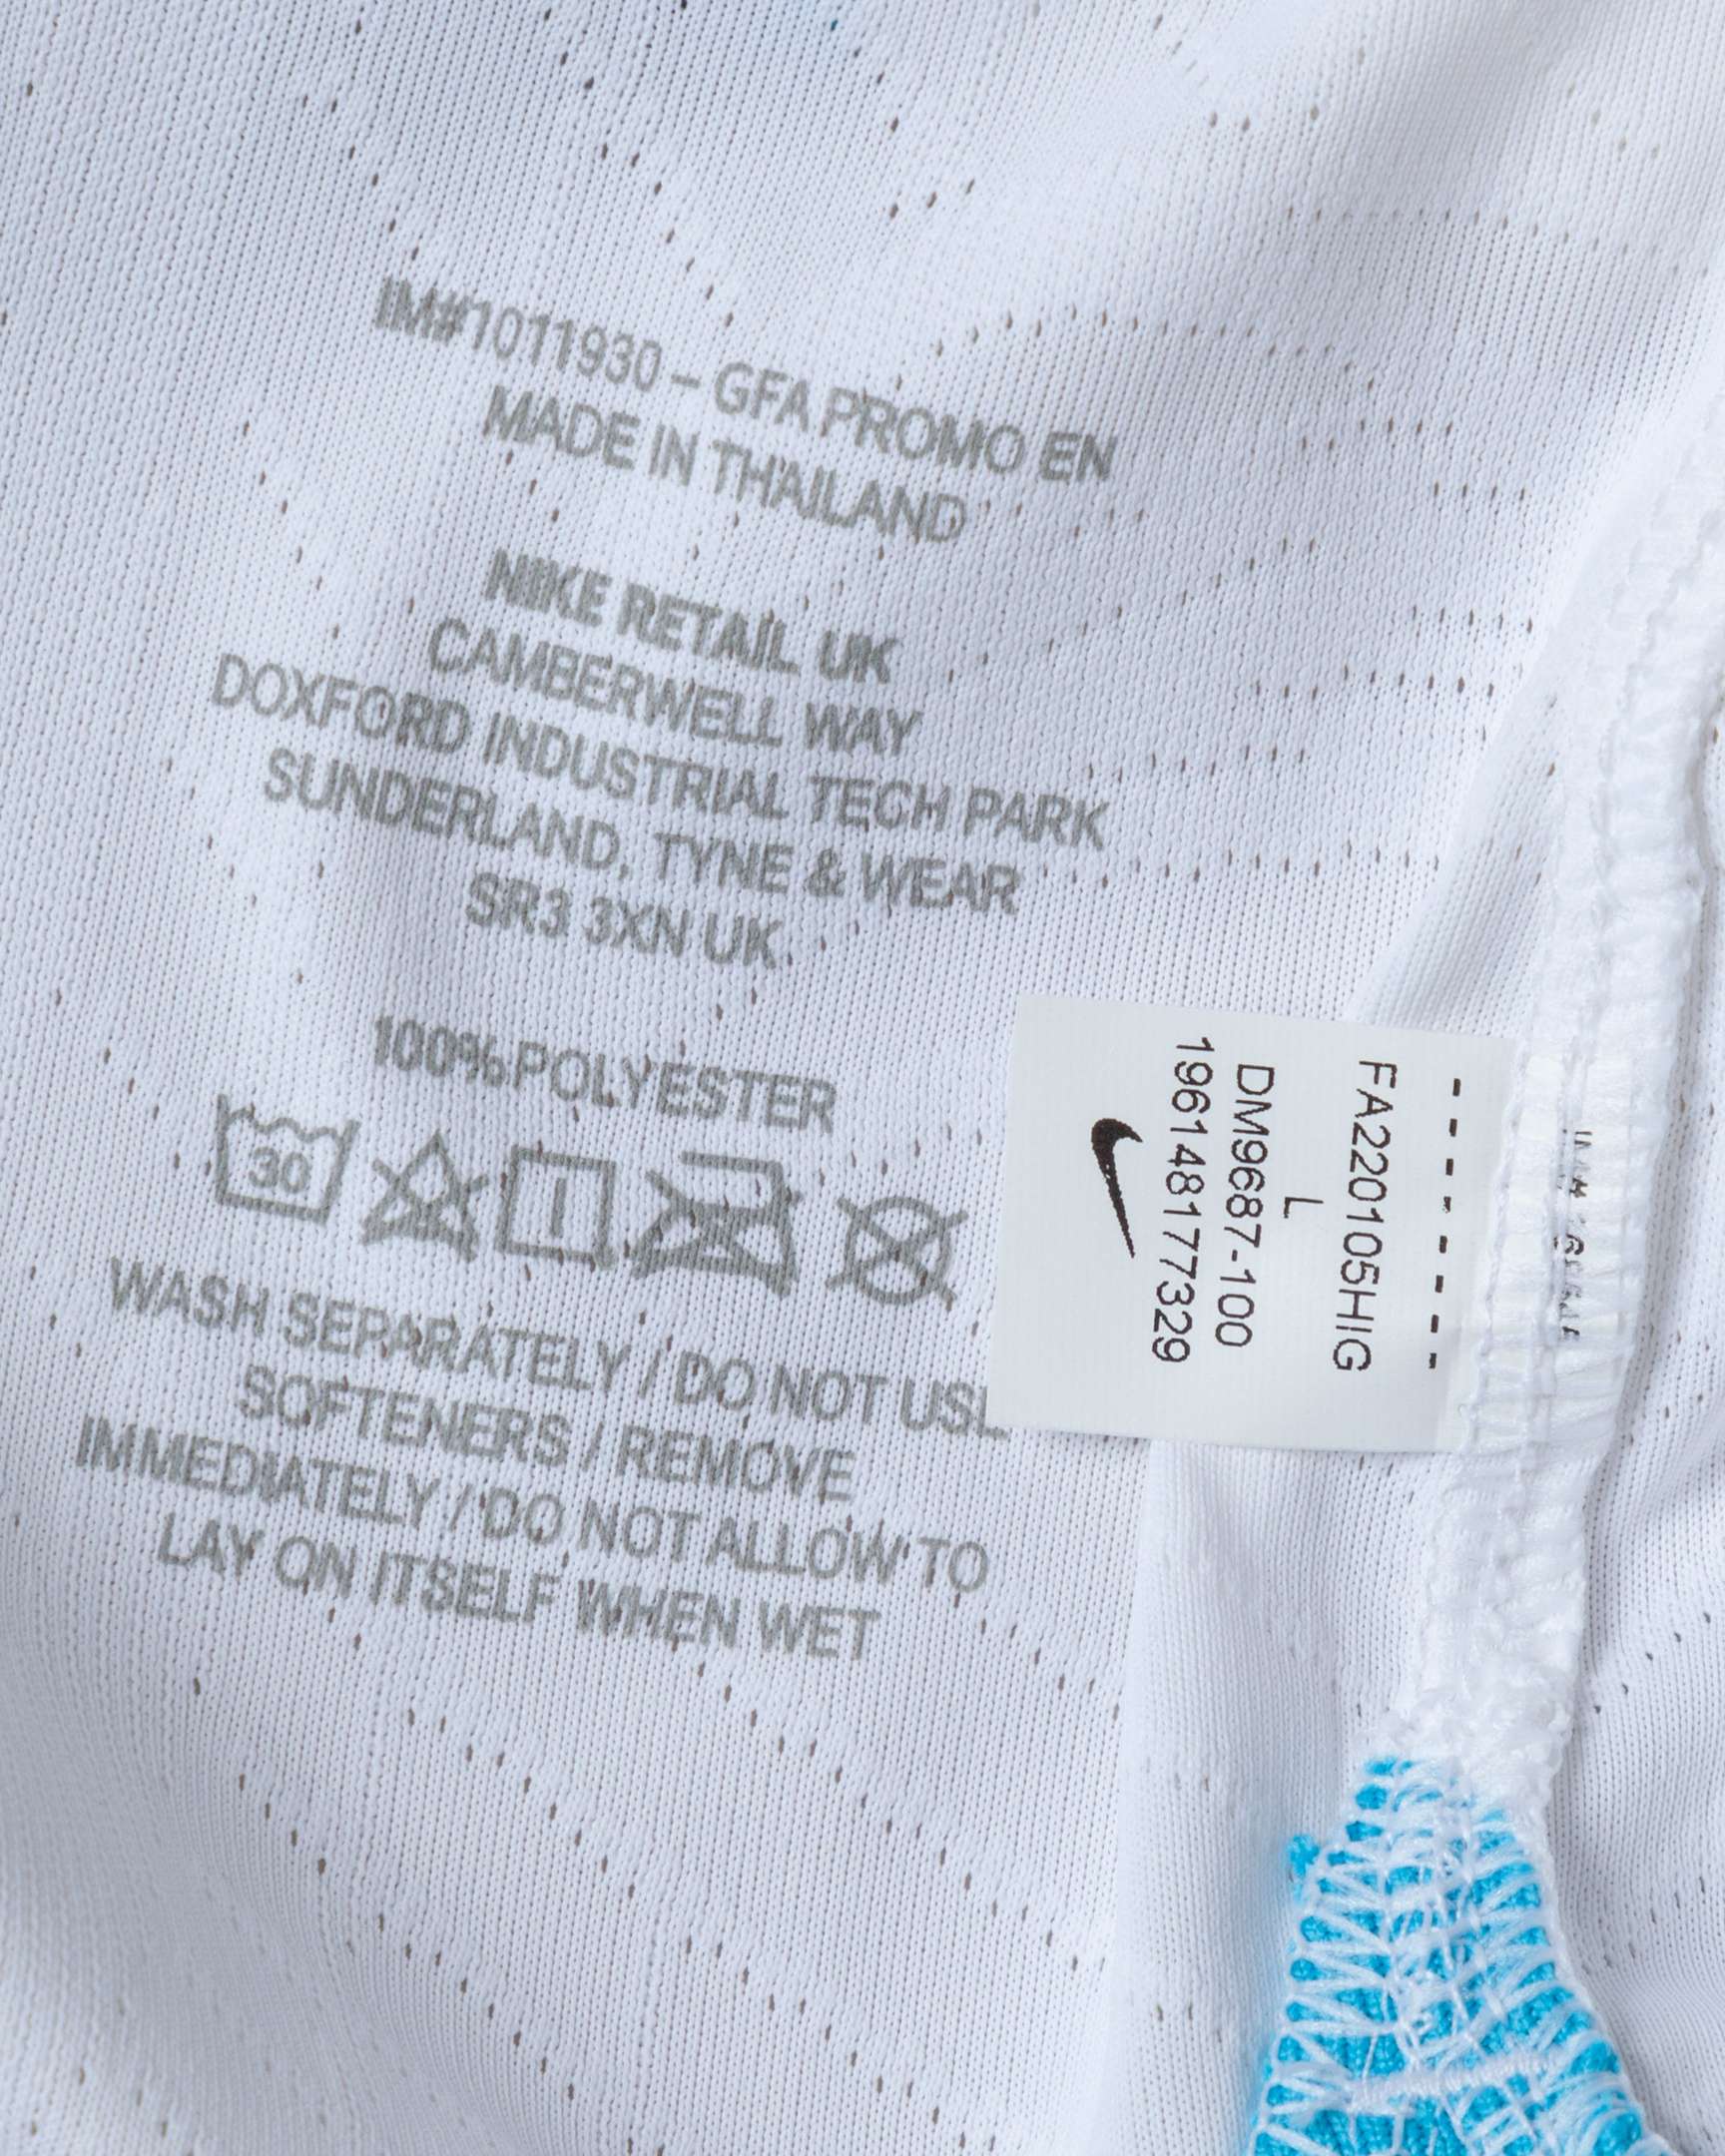 IM#1011930 – GFA PROMO EN
MADE IN THAILAND
NIKE RETAIL UK
CAMBERWELL WAY
DOXFORD INDUSTRIAL TECH PARK
SUNDERLAND, TYNE & WEAR
SR3 3XN UK
100% POLYESTER
30
WASH SEPARATELY / DO NOT USE
SOFTENERS / REMOVE
IMMEDIATELY / DO NOT ALLOW TO
LAY ON ITSELF WHEN WET
FA220105HIG
L
DM9687-100
196148177329